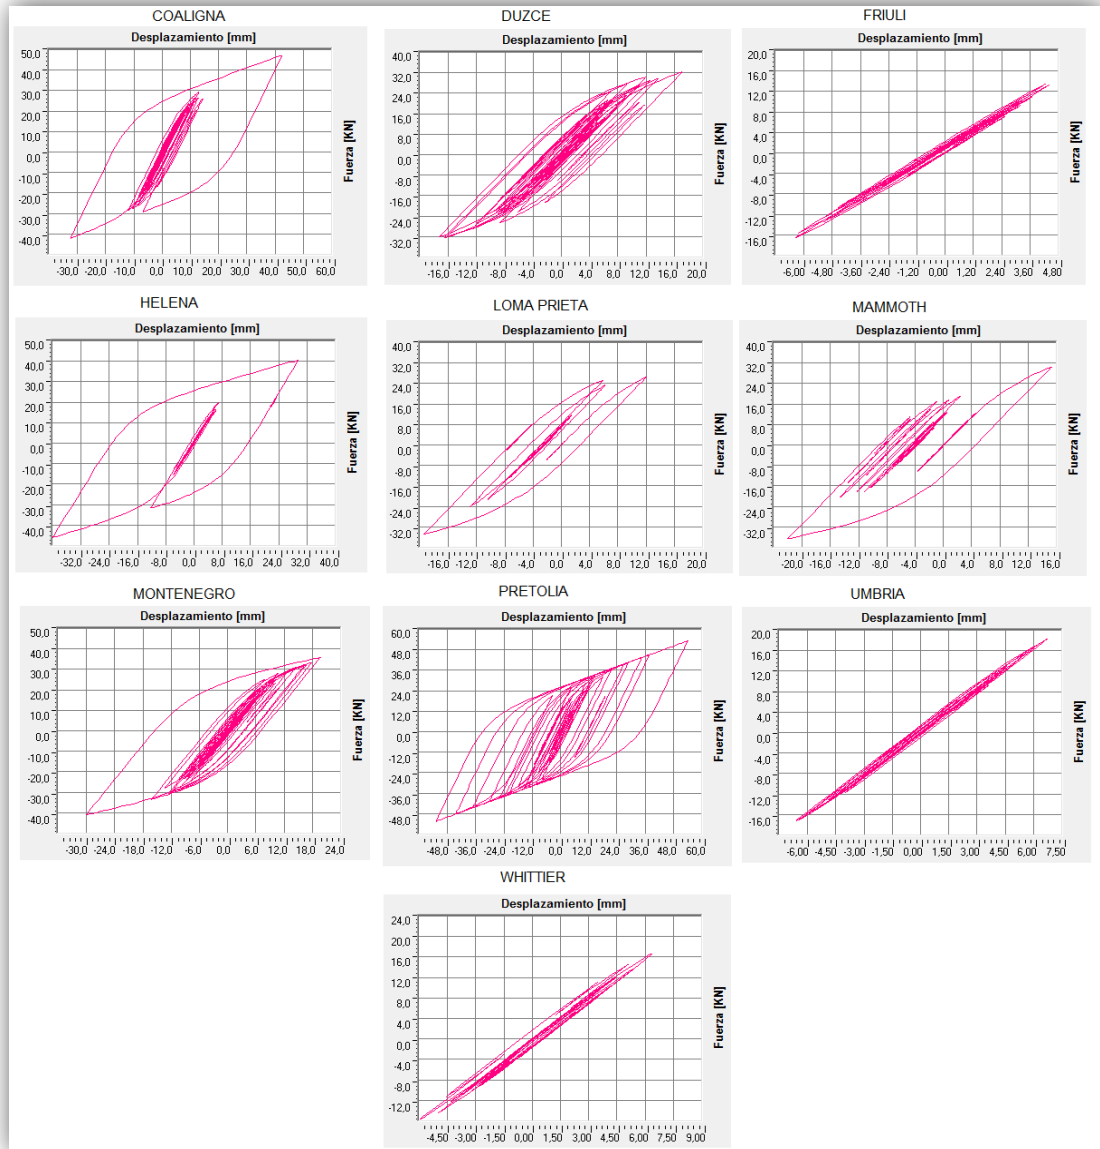 COALIGNA
Desplazamiento [mm]
50,0
40,0
30,0
20,0
10,0
0,0
-10,0
-20,0
-30,0
-40,0
Fuerza [KN]
-30,0 -20,0 -10,0 0,0 10,0 20,0 30,0 40,0 50,0 60,0
DUZCE
Desplazamiento [mm]
40,0
32,0
24,0
16,0
8,0
0,0
-8,0
-16,0
-24,0
-32,0
Fuerza [KN]
-16,0 -12,0 -8,0 -4,0 0,0 4,0 8,0 12,0 16,0 20,0
FRIULI
Desplazamiento [mm]
20,0
16,0
12,0
8,0
4,0
0,0
-4,0
-8,0
-12,0
-16,0
Fuerza [KN]
-6,00 -4,80 -3,60 -2,40 -1,20 0,00 1,20 2,40 3,60 4,80
HELENA
Desplazamiento [mm]
50,0
40,0
30,0
20,0
10,0
0,0
-10,0
-20,0
-30,0
-40,0
Fuerza [KN]
-32,0 -24,0 -16,0 -8,0 0,0 8,0 16,0 24,0 32,0 40,0
LOMA PRIETA
Desplazamiento [mm]
40,0
32,0
24,0
16,0
8,0
0,0
-8,0
-16,0
-24,0
-32,0
Fuerza [KN]
-16,0 -12,0 -8,0 -4,0 0,0 4,0 8,0 12,0 16,0 20,0
MAMMOTH
Desplazamiento [mm]
40,0
32,0
24,0
16,0
8,0
0,0
-8,0
-16,0
-24,0
-32,0
Fuerza [KN]
-20,0 -16,0 -12,0 -8,0 -4,0 0,0 4,0 8,0 12,0 16,0
MONTENEGRO
Desplazamiento [mm]
50,0
40,0
30,0
20,0
10,0
0,0
-10,0
-20,0
-30,0
-40,0
Fuerza [KN]
-30,0 -24,0 -18,0 -12,0 -6,0 0,0 6,0 12,0 18,0 24,0
PRETOLIA
Desplazamiento [mm]
60,0
48,0
36,0
24,0
12,0
0,0
-12,0
-24,0
-36,0
-48,0
Fuerza [KN]
-48,0 -36,0 -24,0 -12,0 0,0 12,0 24,0 36,0 48,0 60,0
UMBRIA
Desplazamiento [mm]
20,0
16,0
12,0
8,0
4,0
0,0
-4,0
-8,0
-12,0
-16,0
Fuerza [KN]
-6,00 -4,50 -3,00 -1,50 0,00 1,50 3,00 4,50 6,00 7,50
WHITTIER
Desplazamiento [mm]
24,0
20,0
16,0
12,0
8,0
4,0
0,0
-4,0
-8,0
-12,0
Fuerza [KN]
-4,50 -3,00 0,00 1,50 3,00 4,50 6,00 7,50 9,00